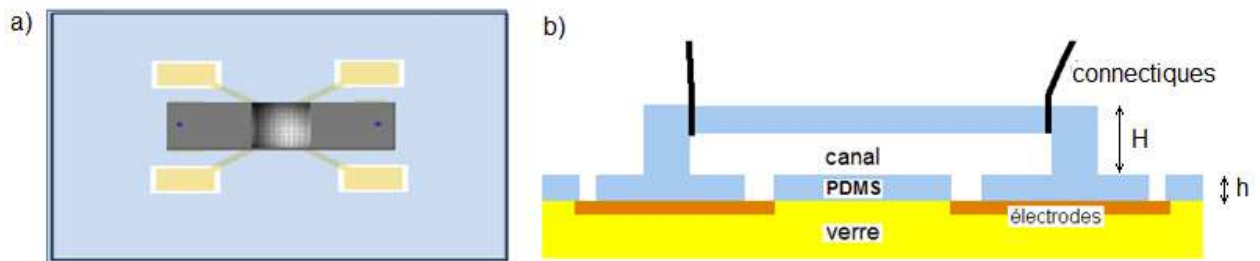 a)
b)
connectiques
H
canal
PDMS
h
électrodes
verre